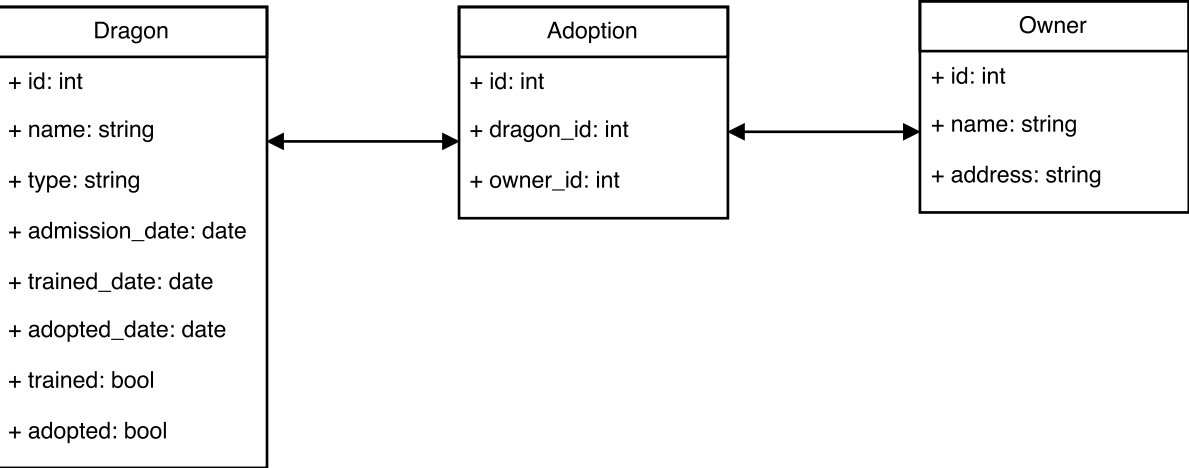 Dragon
+ id: int
+ name: string
+ type: string
+ admission_date: date
+ trained_date: date
+ adopted_date: date
+ trained: bool
+ adopted: bool
Adoption
+ id: int
+ dragon_id: int
+ owner_id: int
Owner
+ id: int
+ name: string
+ address: string